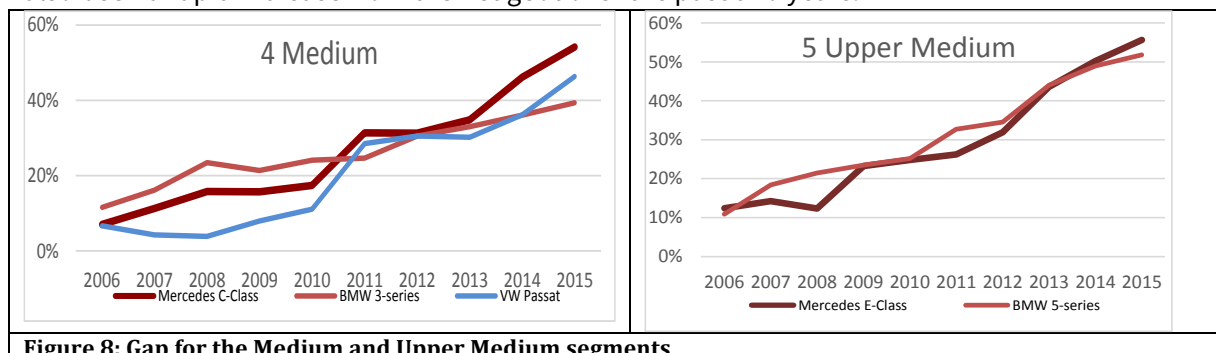 60%
4 Medium
40%
20%
0%
2006 2007 2008 2009 2010 2011 2012 2013 2014 2015
Mercedes C-Class BMW 3-series VW Passat
60%
5 Upper Medium
50%
40%
30%
20%
10%
0%
2006 2007 2008 2009 2010 2011 2012 2013 2014 2015
Mercedes E-Class BMW 5-series
Figure 8: Gap for the Medium and Upper Medium segments